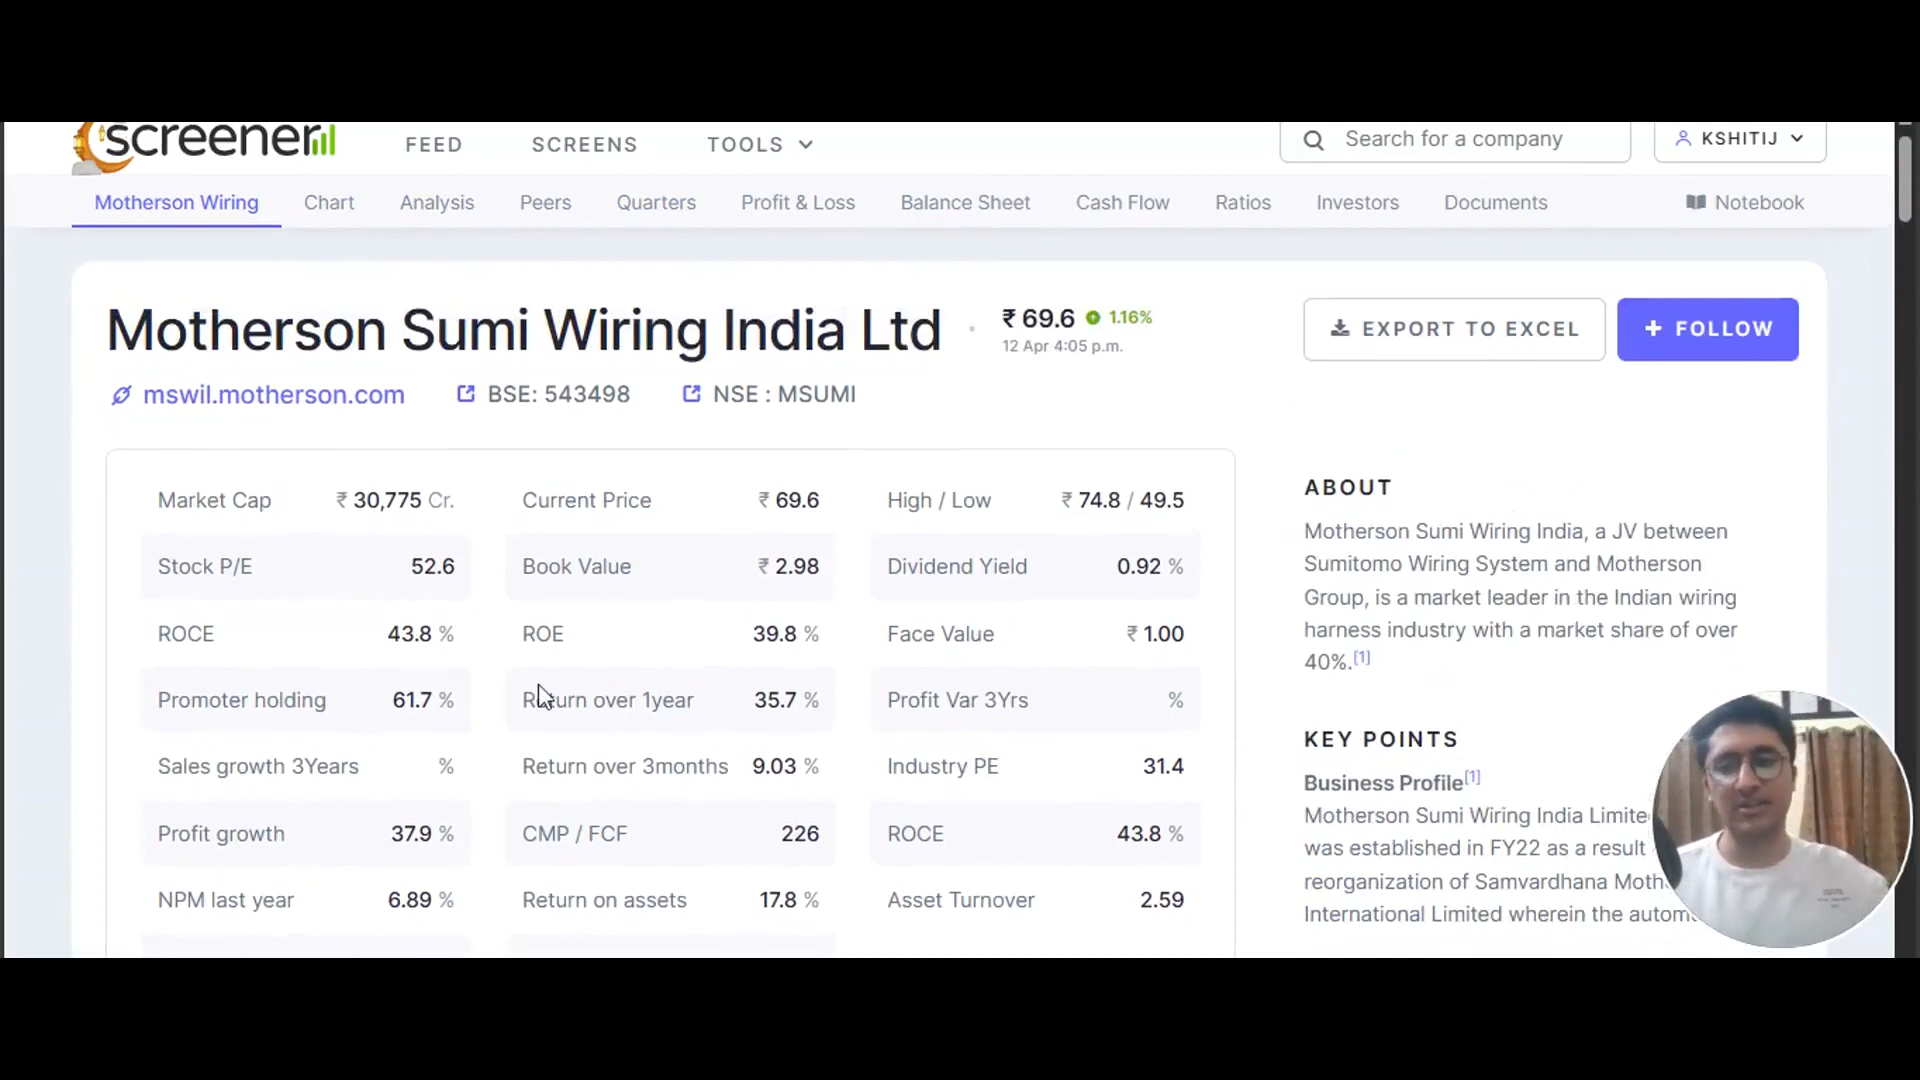 screener
FEED
SCREENS
TOOLS
Search for a company
KSHITIJ
Motherson Wiring
Chart
Analysis
Peers
Quarters
Profit & Loss
Balance Sheet
Cash Flow
Ratios
Investors
Documents
Notebook
Motherson Sumi Wiring India Ltd
₹ 69.6 1.16%
12 Apr 4:05 p.m.
EXPORT TO EXCEL
+ FOLLOW
mswil.motherson.com
BSE: 543498
NSE : MSUMI
Market Cap ₹ 30,775 Cr.
Current Price ₹ 69.6
High / Low ₹ 74.8 / 49.5
Stock P/E 52.6
Book Value ₹ 2.98
Dividend Yield 0.92 %
ROCE 43.8 %
ROE 39.8 %
Face Value ₹ 1.00
Promoter holding 61.7 %
Return over 1year 35.7 %
Profit Var 3Yrs %
Sales growth 3Years %
Return over 3months 9.03 %
Industry PE 31.4
Profit growth 37.9 %
CMP / FCF 226
ROCE 43.8 %
NPM last year 6.89 %
Return on assets 17.8 %
Asset Turnover 2.59
ABOUT
Motherson Sumi Wiring India, a JV between
Sumitomo Wiring System and Motherson
Group, is a market leader in the Indian wiring
harness industry with a market share of over
40%.[1]
KEY POINTS
Business Profile[1]
Motherson Sumi Wiring India Limite
was established in FY22 as a result
reorganization of Samvardhana Moth
International Limited wherein the autom